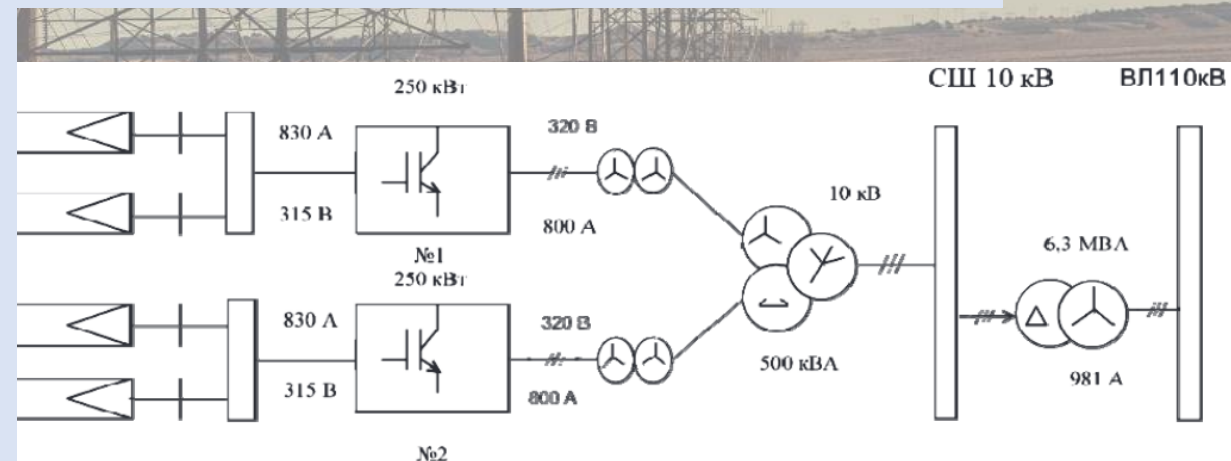 СШ 10 кВ
ВЛ110кВ
250 кВт
830 А
320 В
315 В
800 А
№1
10 кВ
6,3 МВА
250 кВт
830 А
320 В
315 В
800 А
500 кВА
981 А
№2